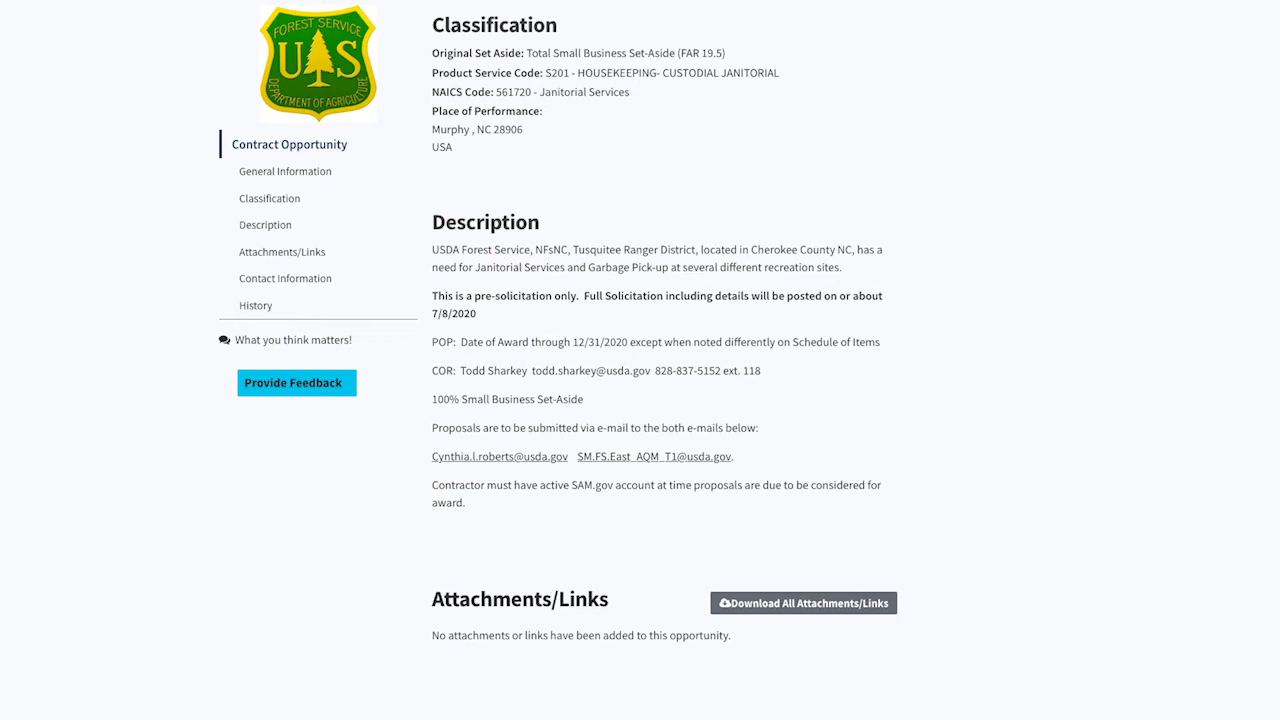 FOREST SERVICE
U S
DEPARTMENT OF AGRICULTURE
Contract Opportunity
General Information
Classification
Description
Attachments/Links
Contact Information
History
What you think matters!
Provide Feedback
Classification
Original Set Aside: Total Small Business Set-Aside (FAR 19.5)
Product Service Code: S201 - HOUSEKEEPING- CUSTODIAL JANITORIAL
NAICS Code: 561720 - Janitorial Services
Place of Performance:
Murphy , NC 28906
USA
Description
USDA Forest Service, NFsNC, Tusquitee Ranger District, located in Cherokee County NC, has a
need for Janitorial Services and Garbage Pick-up at several different recreation sites.
This is a pre-solicitation only.  Full Solicitation including details will be posted on or about
7/8/2020
POP:  Date of Award through 12/31/2020 except when noted differently on Schedule of Items
COR:  Todd Sharkey  todd.sharkey@usda.gov  828-837-5152 ext. 118
100% Small Business Set-Aside
Proposals are to be submitted via e-mail to the both e-mails below:
Cynthia.l.roberts@usda.gov   SM.FS.East_AQM_T1@usda.gov.
Contractor must have active SAM.gov account at time proposals are due to be considered for
award.
Attachments/Links
Download All Attachments/Links
No attachments or links have been added to this opportunity.